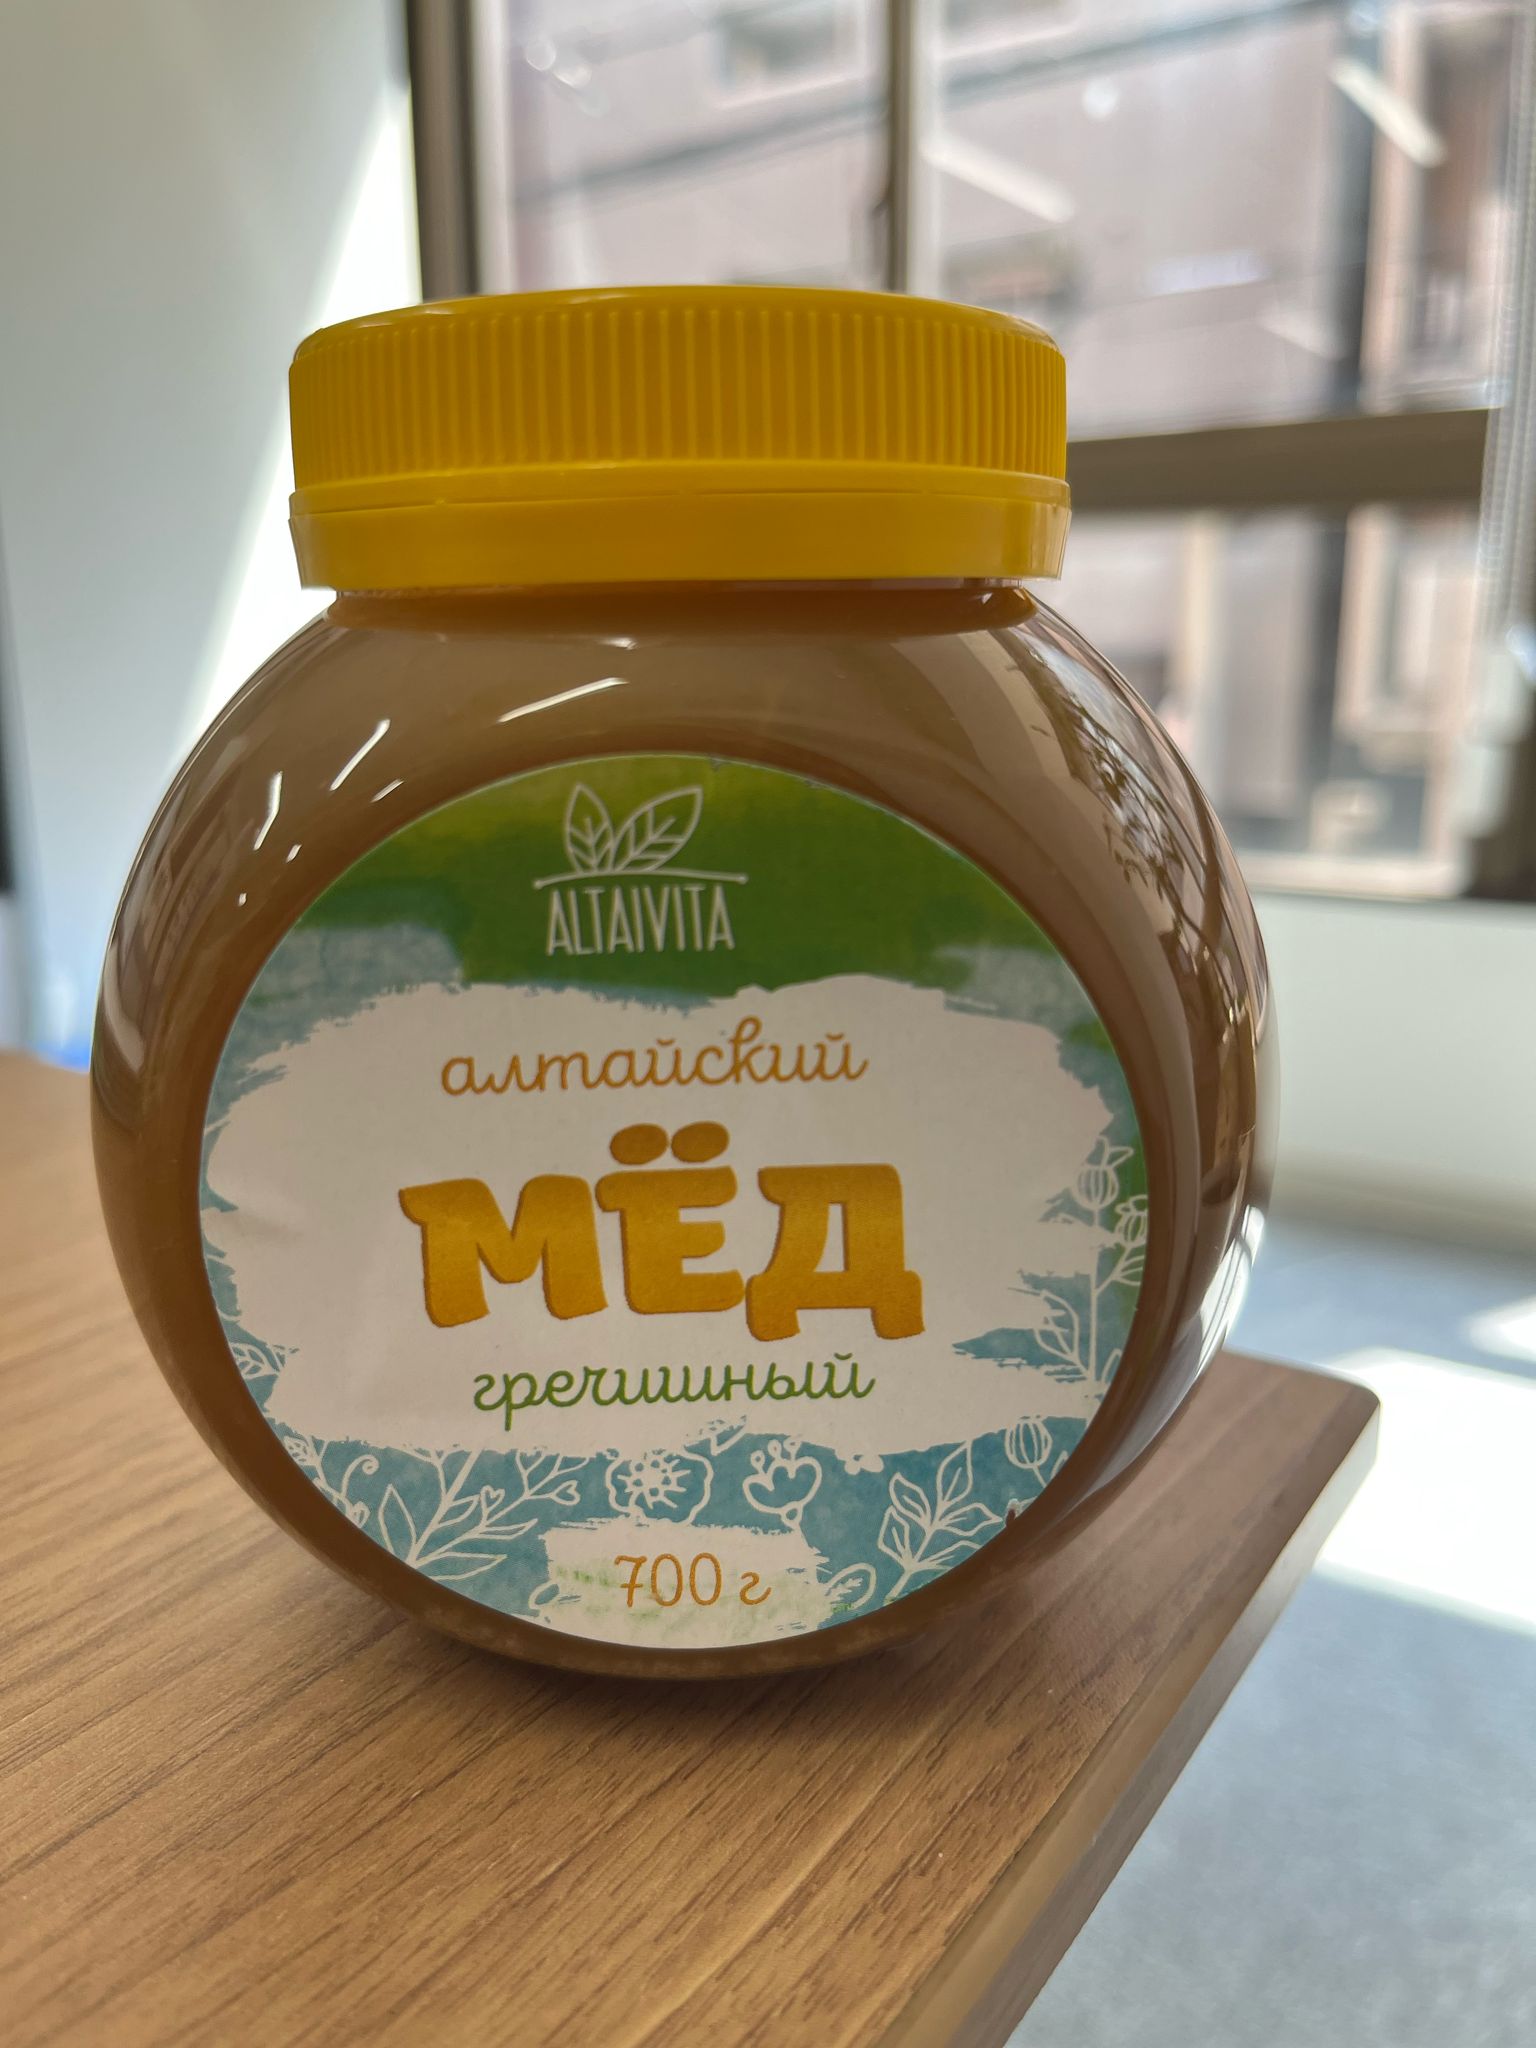 ALTAIVITA
алтайский
МЁД
гречишный
700 г